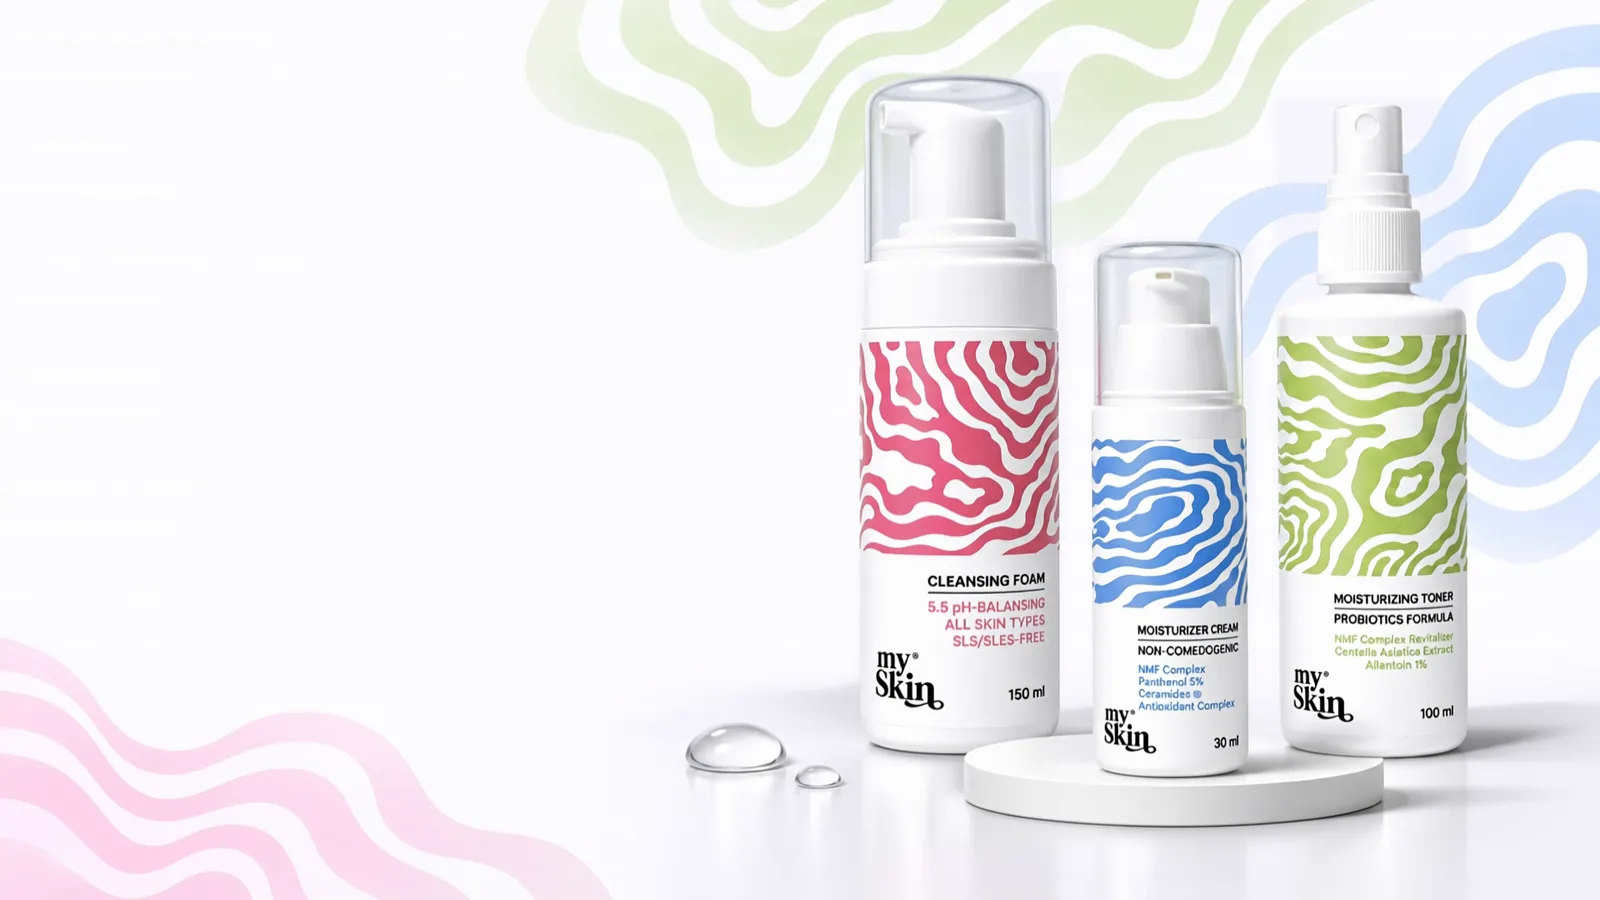 CLEANSING FOAM
5.5 pH-BALANSING
ALL SKIN TYPES
SLS/SLES-FREE
my®
Skin
150 ml
MOISTURIZER CREAM
NON-COMEDOGENIC
NMF Complex
Panthenol 5%
Ceramides
Antioxidant Complex
my®
Skin
30 ml
MOISTURIZING TONER
PROBIOTICS FORMULA
NMF Complex Revitalizer
Centella Asiatica Extract
Allantoin 1%
my®
Skin
100 ml